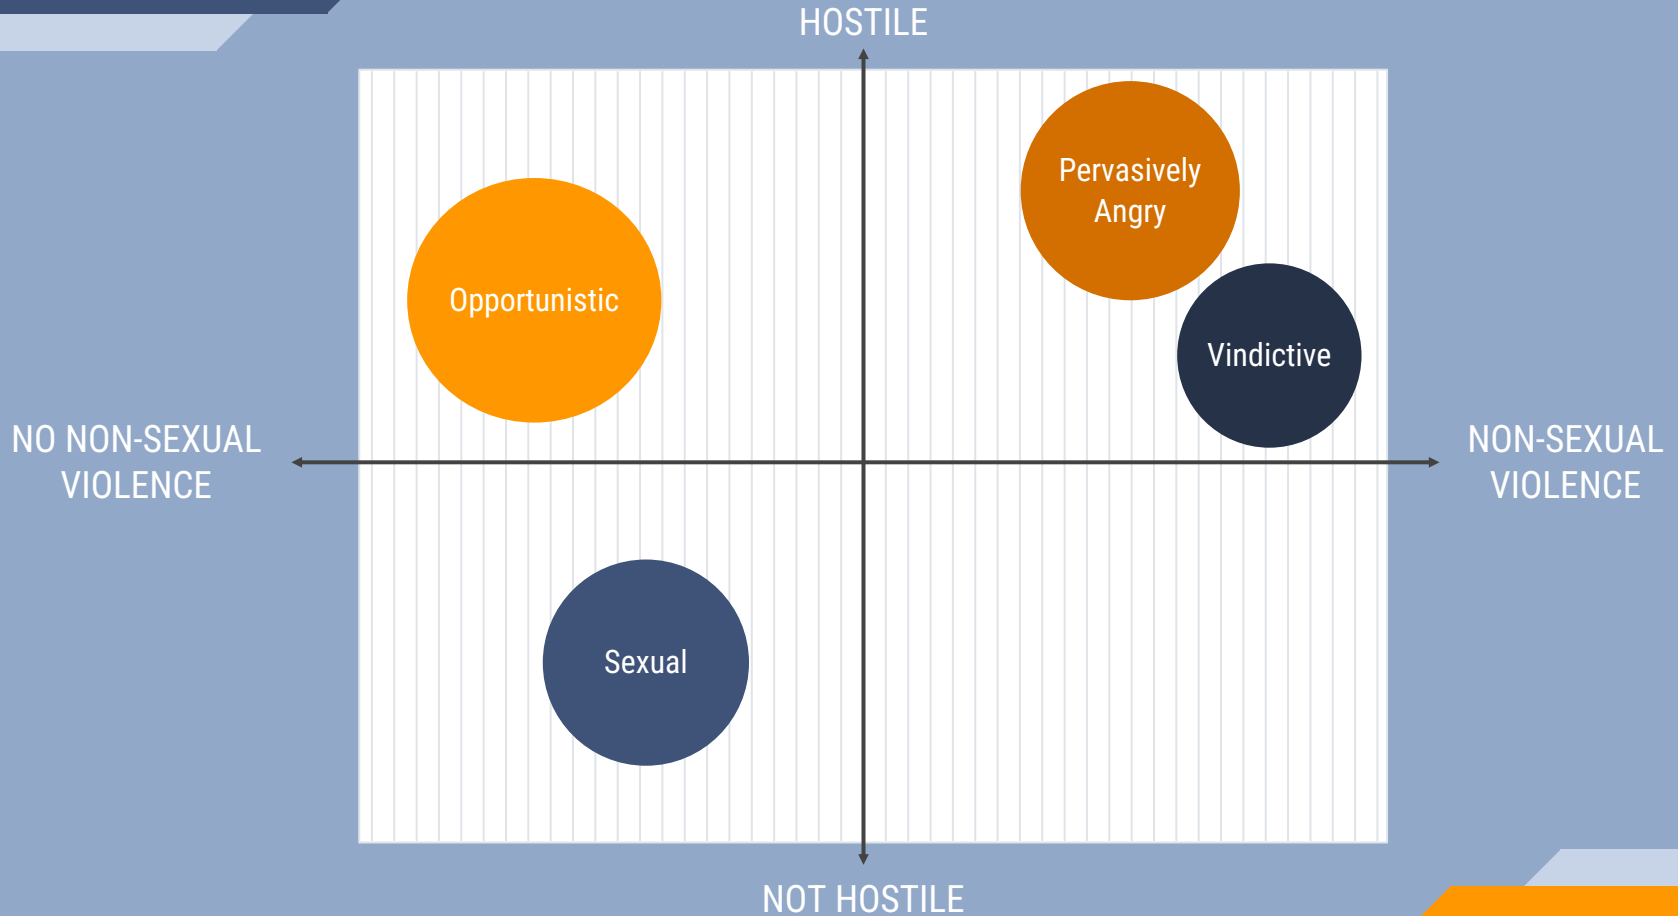 HOSTILE
Pervasively
Angry
Opportunistic
Vindictive
NO NON-SEXUAL
VIOLENCE
NON-SEXUAL
VIOLENCE
Sexual
NOT HOSTILE